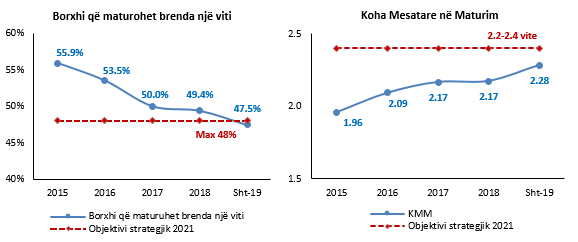 Borxhi që maturohet brenda një viti
60%
55%
50%
45%
40%
55.9%
53.5%
50.0%
49.4%
47.5%
Max 48%
2015
2016
2017
2018
Sht-19
Borxhi që maturuhet brenda një viti
Objektivi strategjik 2021
Koha Mesatare në Maturim
2.5
2.0
1.5
2.2-2.4 vite
1.96
2.09
2.17
2.17
2.28
2015
2016
2017
2018
Sht-19
KMM
Objektivi strategjik 2021